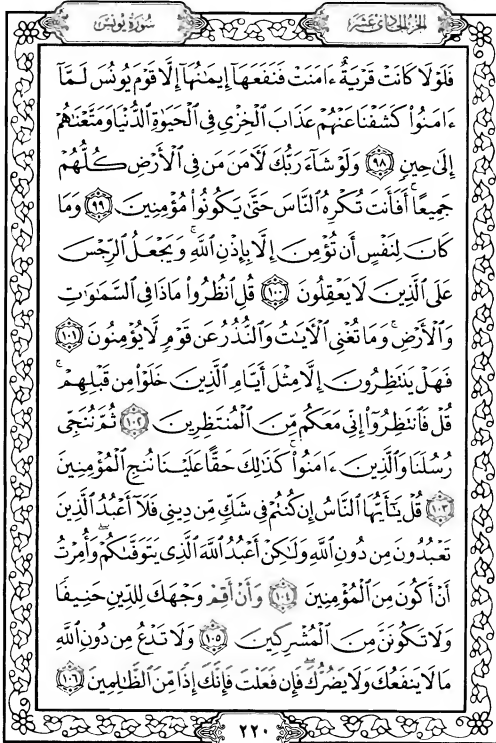 الجزء الحادي عشر
سورة يونس
فَلَوْلَا كَانَتْ قَرْيَةٌ ءَامَنَتْ فَنَفَعَهَآ إِيمَٰنُهَآ إِلَّا قَوْمَ يُونُسَ لَمَّآ
ءَامَنُوا۟ كَشَفْنَا عَنْهُمْ عَذَابَ ٱلْخِزْىِ فِى ٱلْحَيَوٰةِ ٱلدُّنْيَا وَمَتَّعْنَٰهُمْ
إِلَىٰ حِينٍ ٩٨ وَلَوْ شَآءَ رَبُّكَ لَءَامَنَ مَن فِى ٱلْأَرْضِ كُلُّهُمْ
جَمِيعًا ۚ أَفَأَنتَ تُكْرِهُ ٱلنَّاسَ حَتَّىٰ يَكُونُوا۟ مُؤْمِنِينَ ٩٩ وَمَا
كَانَ لِنَفْسٍ أَن تُؤْمِنَ إِلَّا بِإِذْنِ ٱللَّهِ ۚ وَيَجْعَلُ ٱلرِّجْسَ
عَلَى ٱلَّذِينَ لَا يَعْقِلُونَ ١٠٠ قُلِ ٱنظُرُوا۟ مَاذَا فِى ٱلسَّمَٰوَٰتِ
وَٱلْأَرْضِ ۚ وَمَا تُغْنِى ٱلْءَايَٰتُ وَٱلنُّذُرُ عَن قَوْمٍ لَّا يُؤْمِنُونَ ١٠١
فَهَلْ يَنتَظِرُونَ إِلَّا مِثْلَ أَيَّامِ ٱلَّذِينَ خَلَوْا۟ مِن قَبْلِهِمْ ۚ
قُلْ فَٱنتَظِرُوٓا۟ إِنِّى مَعَكُم مِّنَ ٱلْمُنتَظِرِينَ ١٠٢ ثُمَّ نُنَجِّى
رُسُلَنَا وَٱلَّذِينَ ءَامَنُوا۟ ۚ كَذَٰلِكَ حَقًّا عَلَيْنَا نُنجِ ٱلْمُؤْمِنِينَ
١٠٣ قُلْ يَٰٓأَيُّهَا ٱلنَّاسُ إِن كُنتُمْ فِى شَكٍّ مِّن دِينِى فَلَآ أَعْبُدُ ٱلَّذِينَ
تَعْبُدُونَ مِن دُونِ ٱللَّهِ وَلَٰكِنْ أَعْبُدُ ٱللَّهَ ٱلَّذِى يَتَوَفَّىٰكُمْ ۖ وَأُمِرْتُ
أَنْ أَكُونَ مِنَ ٱلْمُؤْمِنِينَ ١٠٤ وَأَنْ أَقِمْ وَجْهَكَ لِلدِّينِ حَنِيفًا
وَلَا تَكُونَنَّ مِنَ ٱلْمُشْرِكِينَ ١٠٥ وَلَا تَدْعُ مِن دُونِ ٱللَّهِ
مَا لَا يَنفَعُكَ وَلَا يَضُرُّكَ ۖ فَإِن فَعَلْتَ فَإِنَّكَ إِذًا مِّنَ ٱلظَّٰلِمِينَ ١٠٦
٢٢٠